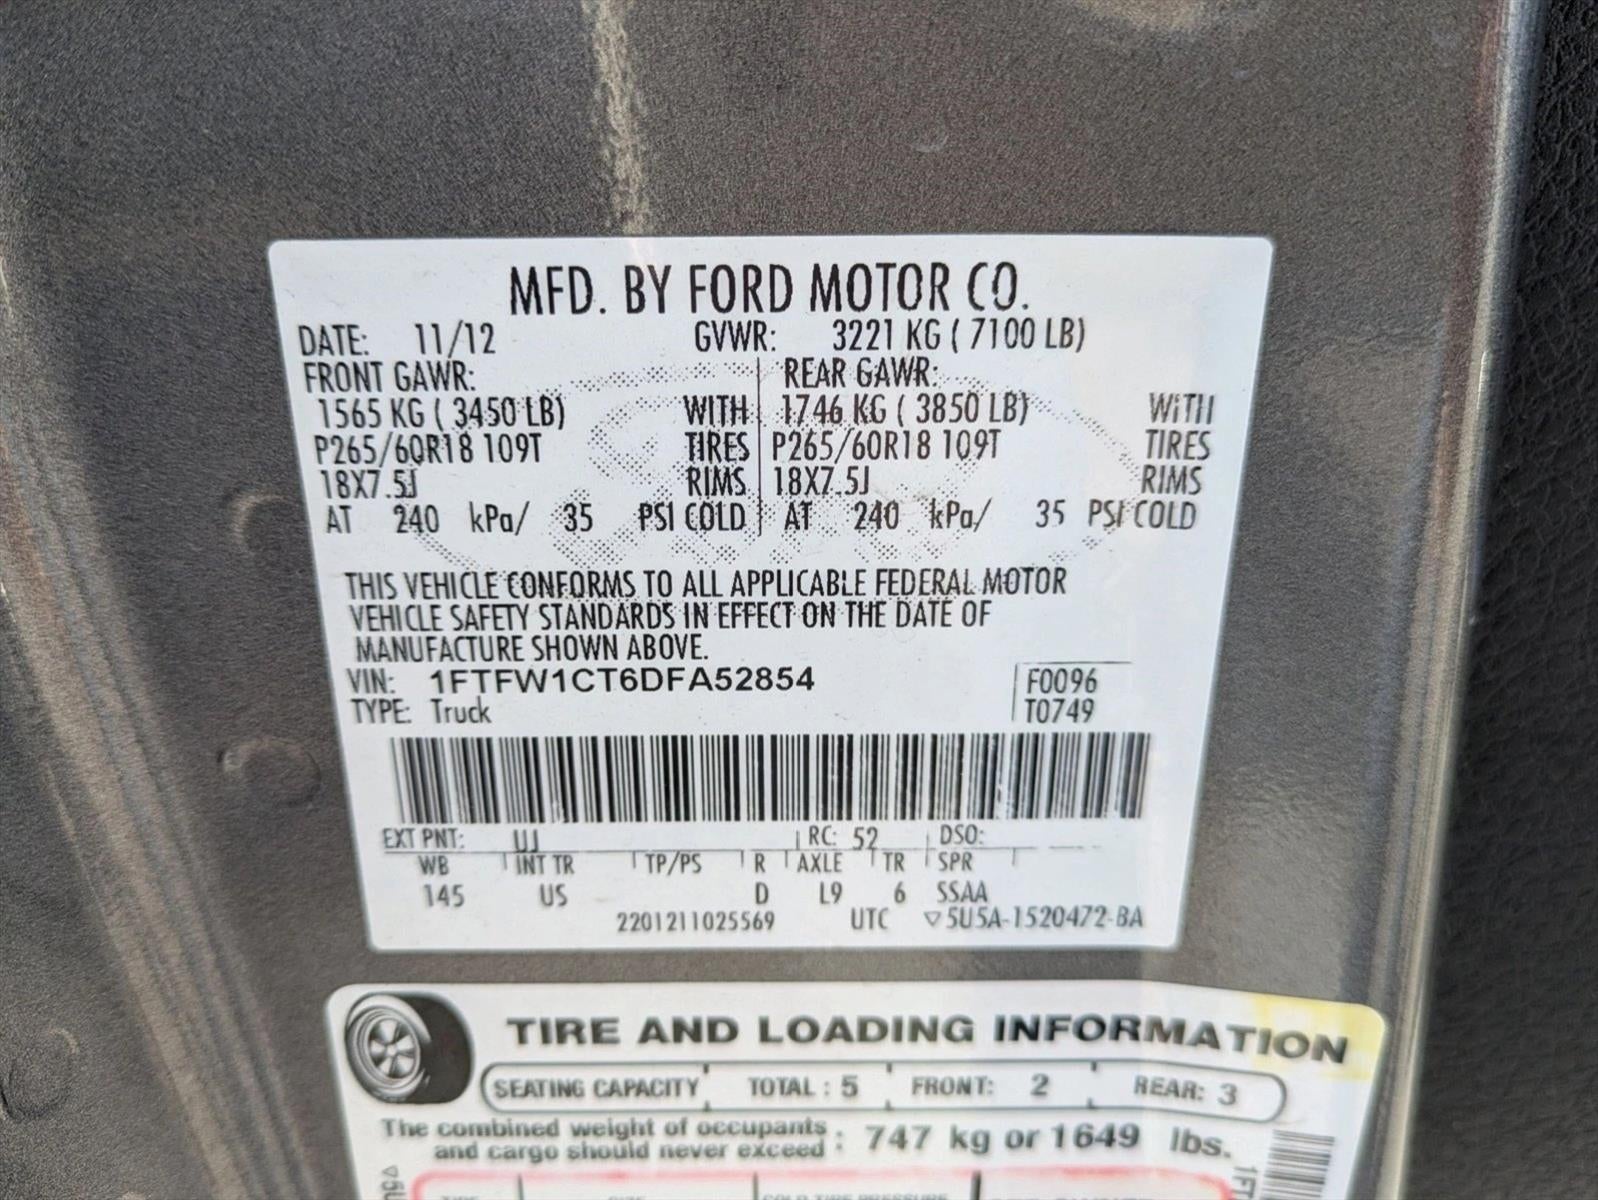 MFD. BY FORD MOTOR CO.
DATE: 11/12 GVWR: 3221 KG ( 7100 LB)
FRONT GAWR: REAR GAWR:
1565 KG ( 3450 LB) WITH 1746 KG ( 3850 LB) WITH
P265/60R18 109T TIRES P265/60R18 109T TIRES
18X7.5J RIMS 18X7.5J RIMS
AT 240 kPa/ 35 PSI COLD AT 240 kPa/ 35 PSI COLD
THIS VEHICLE CONFORMS TO ALL APPLICABLE FEDERAL MOTOR
VEHICLE SAFETY STANDARDS IN EFFECT ON THE DATE OF
MANUFACTURE SHOWN ABOVE.
VIN: 1FTFW1CT6DFA52854 F0096
TYPE: Truck T0749
EXT PNT: UJ RC: 52 DSO:
WB INT TR TP/PS R AXLE TR SPR
145 US D L9 6 SSAA
2201211025569 UTC ▽5U5A-1520472-BA
TIRE AND LOADING INFORMATION
SEATING CAPACITY TOTAL : 5 FRONT: 2 REAR: 3
The combined weight of occupants
and cargo should never exceed : 747 kg or 1649 lbs.